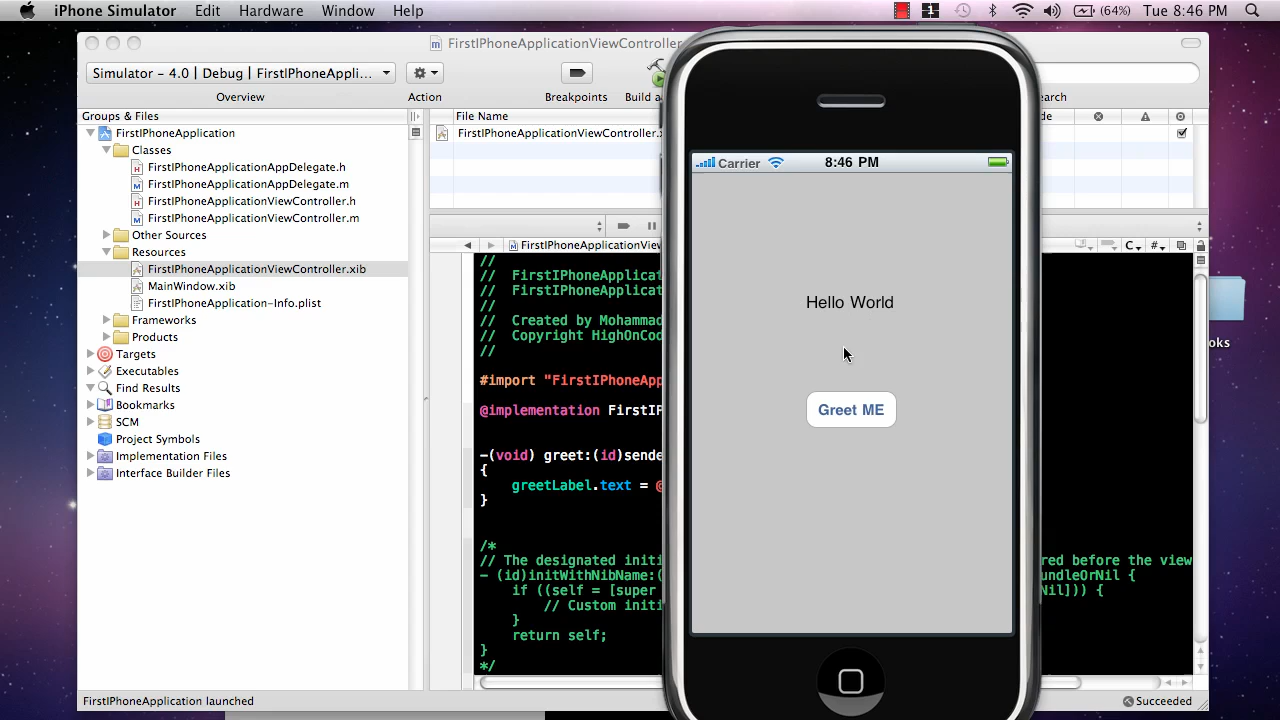 iPhone Simulator Edit Hardware Window Help 1 (64%) Tue 8:46 PM
FirstIPhoneApplicationViewController
Simulator - 4.0 | Debug | FirstIPhoneAppli...
Overview Action Breakpoints Build a earch
Groups & Files
File Name de
FirstIPhoneApplication
FirstIPhoneApplicationViewController.x
Classes
FirstIPhoneApplicationAppDelegate.h
FirstIPhoneApplicationAppDelegate.m
FirstIPhoneApplicationViewController.h
FirstIPhoneApplicationViewController.m
Other Sources
Resources
FirstIPhoneApplicationViewController.xib
MainWindow.xib
FirstIPhoneApplication-Info.plist
Frameworks
Products
Targets
Executables
Find Results
Bookmarks
SCM
Project Symbols
Implementation Files
Interface Builder Files
FirstIPhoneApplicationView C #
//
// FirstIPhoneApplicat
// FirstIPhoneApplicat
//
// Created by Mohammad
// Copyright HighOnCod
//
#import "FirstIPhoneApp
@implementation FirstIP
-(void) greet:(id)sende
{
greetLabel.text = @
}
/*
// The designated initi red before the view
- (id)initWithNibName:( undleOrNil {
if ((self = [super Nil])) {
// Custom initi
}
return self;
}
*/
Carrier 8:46 PM
Hello World
Greet ME
oks
FirstIPhoneApplication launched Succeeded